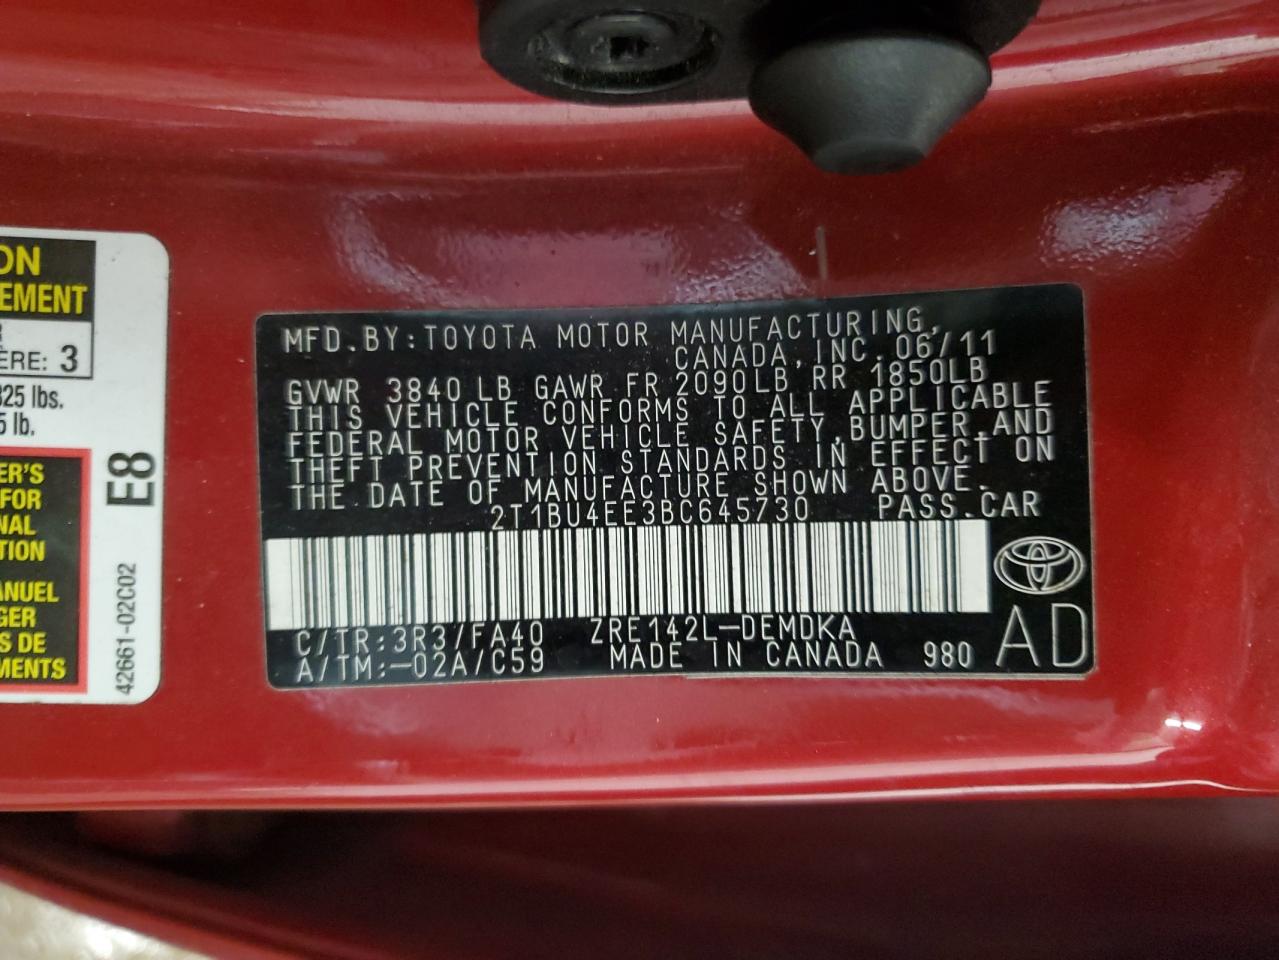 ON
EMENT
ERE: 3
325 lbs.
5 lb.
ER'S
FOR
NAL
TION
ANUEL
GER
S DE
MENTS
E8
42661-02C02
MFD.BY:TOYOTA MOTOR MANUFACTURING,
CANADA,INC. 06/11
GVWR 3840LB GAWR FR 2090LB RR 1850LB
THIS VEHICLE CONFORMS TO ALL APPLICABLE
FEDERAL MOTOR VEHICLE SAFETY,BUMPER,AND
THEFT PREVENTION STANDARDS IN EFFECT ON
THE DATE OF MANUFACTURE SHOWN ABOVE.
2T1BU4EE3BC645730 PASS.CAR
C/TR:3R3/FA40 ZRE142L-DEMDKA
A/TM:-02A/C59 MADE IN CANADA 980
AD